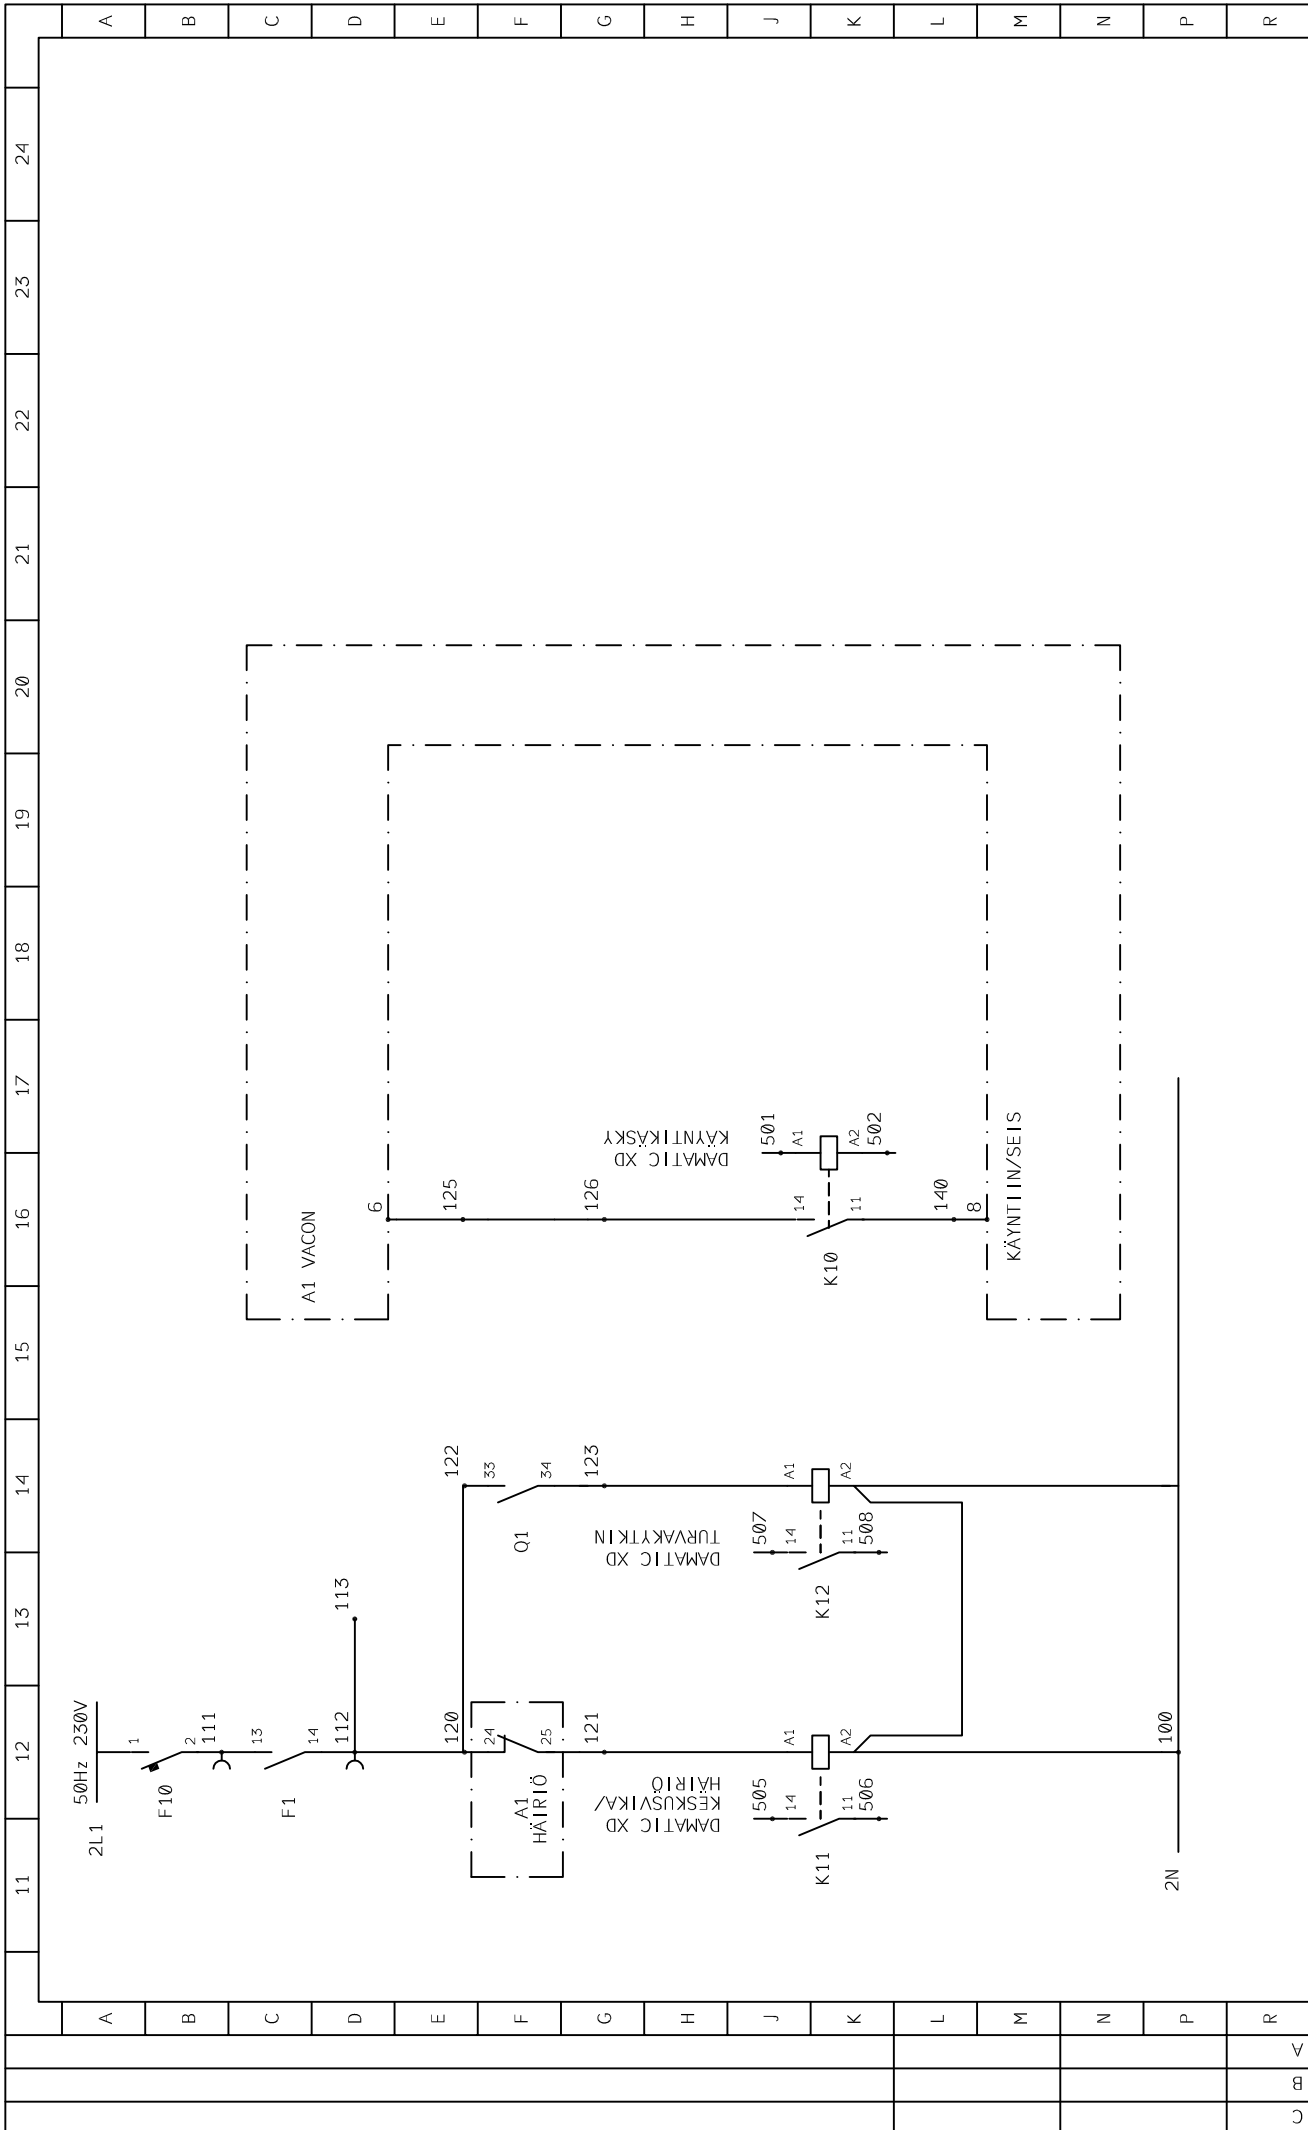 A B C D E F G H J K L M N P R
24
23
22
21
20
19
18
17
16
15
14
13
12
11
2L1
50Hz 230V
1
F10
2
111
13
F1
14
112
113
120
122
24
A1
HÄIRIÖ
25
33
Q1
34
121
123
DAMATIC XD
KESKUSVIKA/
HÄIRIÖ
DAMATIC XD
TURVAKYTKIN
505
14
K11
11
506
A1
A2
507
14
K12
11
508
A1
A2
100
2N
A1 VACON
6
125
126
DAMATIC XD
KÄYNTIKÄSKY
501
A1
A2
502
14
K10
11
140
8
KÄYNTIIN/SEIS
A B C D E F G H J K L M N P R
A
B
C